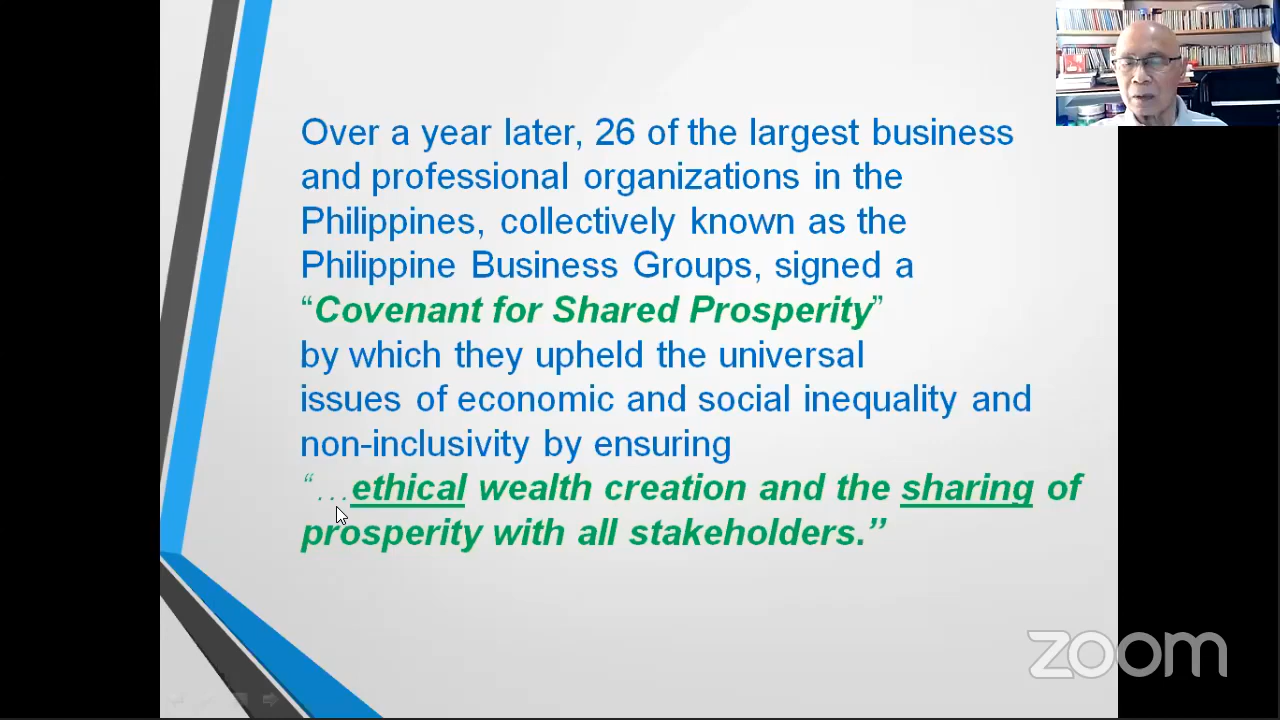 Over a year later, 26 of the largest business
and professional organizations in the
Philippines, collectively known as the
Philippine Business Groups, signed a
“Covenant for Shared Prosperity”
by which they upheld the universal
issues of economic and social inequality and
non-inclusivity by ensuring
“…ethical wealth creation and the sharing of
prosperity with all stakeholders.”
zoom